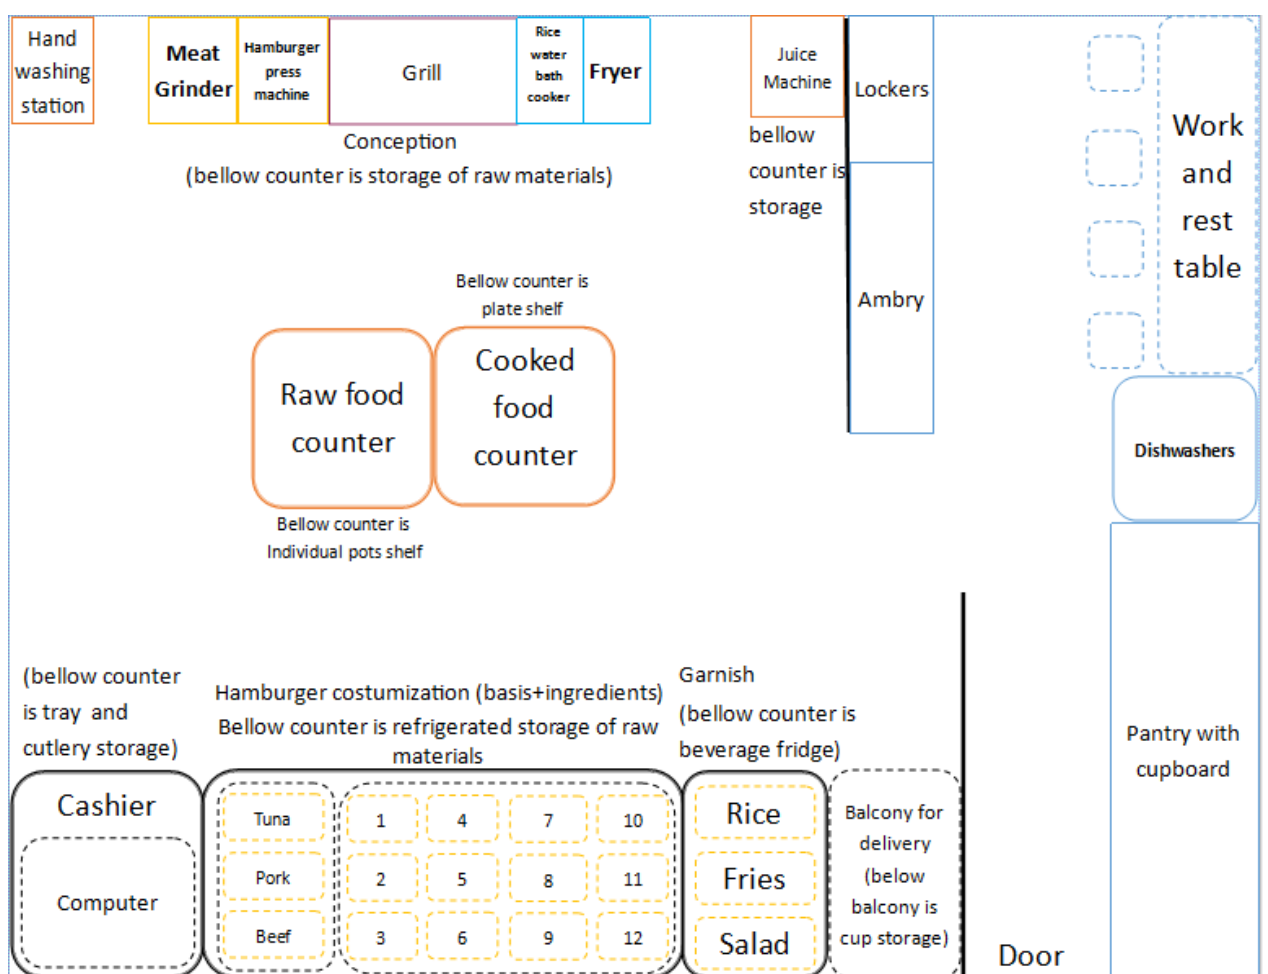 Hand
washing
station
Meat
Grinder
Hamburger
press
machine
Grill
Rice
water
bath
cooker
Fryer
Conception
(bellow counter is storage of raw materials)
Juice
Machine
bellow
counter is
storage
Lockers
Ambry
Work
and
rest
table
Dishwashers
Pantry with
cupboard
Bellow counter is
plate shelf
Raw food
counter
Cooked
food
counter
Bellow counter is
Individual pots shelf
(bellow counter
is tray and
cutlery storage)
Cashier
Computer
Hamburger costumization (basis+ingredients)
Bellow counter is refrigerated storage of raw
materials
Tuna
Pork
Beef
1
4
7
10
2
5
8
11
3
6
9
12
Garnish
(bellow counter is
beverage fridge)
Rice
Fries
Salad
Balcony for
delivery
(below
balcony is
cup storage)
Door